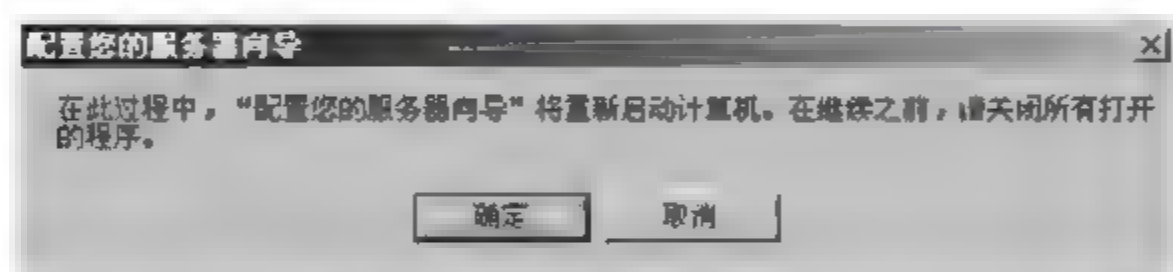 配置您的服务器向导
在此过程中，“配置您的服务器向导”将重新启动计算机。在继续之前，请关闭所有打开
的程序。
确定
取消